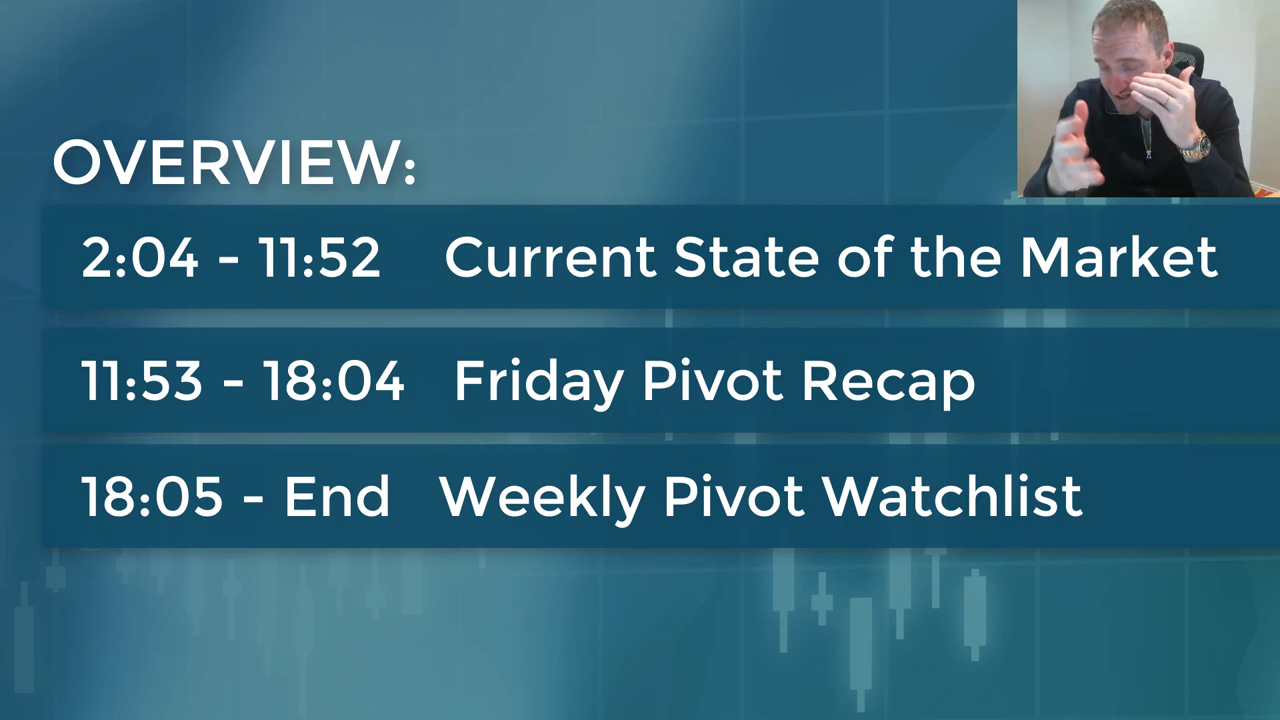 OVERVIEW:
2:04 - 11:52 Current State of the Market
11:53 - 18:04 Friday Pivot Recap
18:05 - End Weekly Pivot Watchlist